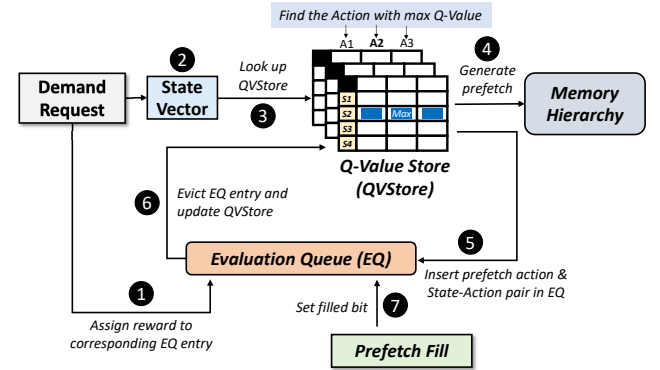 Find the Action with max Q-Value
A1 A2 A3
2
Look up
QVStore
4
Generate
prefetch
Demand
Request
State
Vector
3
S1
S2 Max
S3
S4
Memory
Hierarchy
Q-Value Store
(QVStore)
6
Evict EQ entry and
update QVStore
5
Evaluation Queue (EQ)
Insert prefetch action &
State-Action pair in EQ
1
Assign reward to
corresponding EQ entry
Set filled bit
7
Prefetch Fill